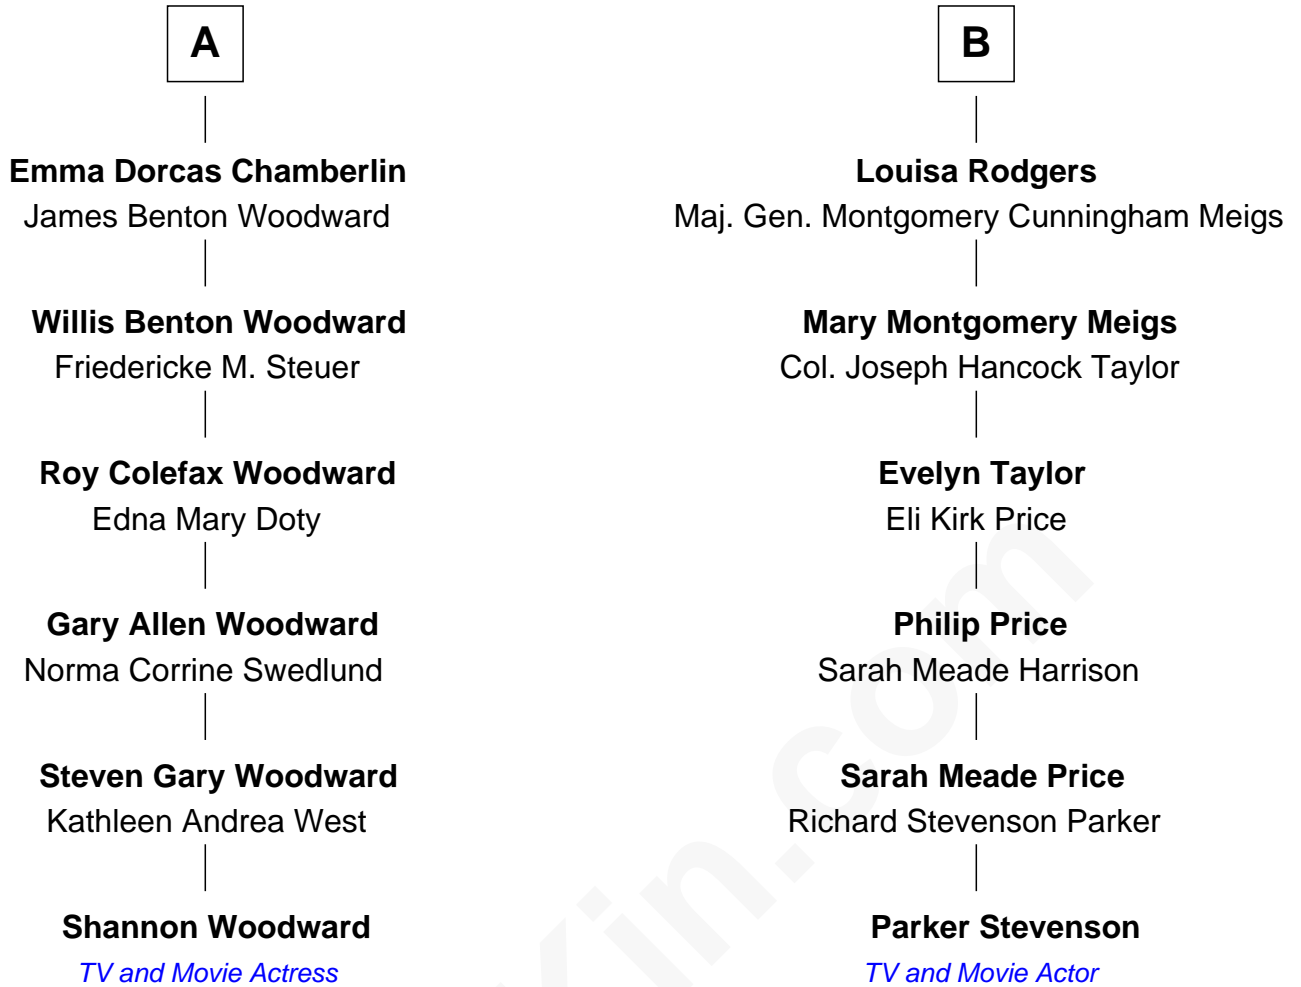 A
B
Emma Dorcas Chamberlin
James Benton Woodward
Louisa Rodgers
Maj. Gen. Montgomery Cunningham Meigs
Willis Benton Woodward
Friedericke M. Steuer
Mary Montgomery Meigs
Col. Joseph Hancock Taylor
Roy Colefax Woodward
Edna Mary Doty
Evelyn Taylor
Eli Kirk Price
Gary Allen Woodward
Norma Corrine Swedlund
Philip Price
Sarah Meade Harrison
Steven Gary Woodward
Kathleen Andrea West
Sarah Meade Price
Richard Stevenson Parker
Shannon Woodward
TV and Movie Actress
Parker Stevenson
TV and Movie Actor
Kin.com